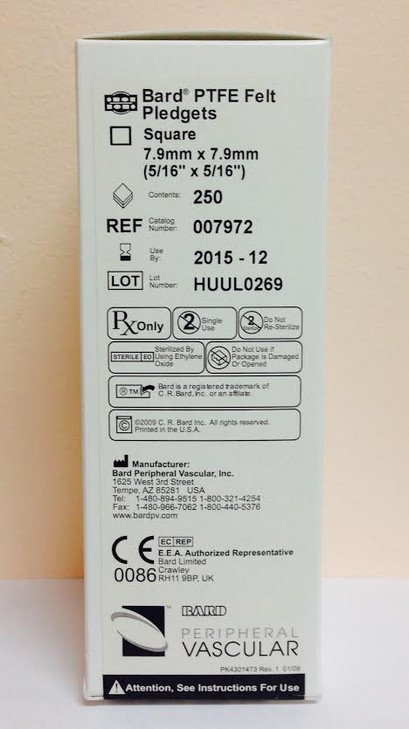 Bard® PTFE Felt
Pledgets
Square
7.9mm x 7.9mm
(5/16" x 5/16")
Contents: 250
REF Catalog Number: 007972
Use By: 2015 - 12
LOT Lot Number: HUUL0269
Rx Only
2 Single Use
2 Do Not Re-Sterilize
STERILE EO Sterilized By Using Ethylene Oxide
Do Not Use If Package is Damaged Or Opened
® TM Bard is a registered trademark of
C. R. Bard, Inc. or an affiliate.
© ©2009 C. R. Bard Inc. All rights reserved.
Printed in the U.S.A.
Manufacturer:
Bard Peripheral Vascular, Inc.
1625 West 3rd Street
Tempe, AZ 85281 USA
Tel: 1-480-894-9515 1-800-321-4254
Fax: 1-480-966-7062 1-800-440-5376
www.bardpv.com
CE 0086
EC REP
E.E.A. Authorized Representative
Bard Limited
Crawley
RH11 9BP, UK
BARD
PERIPHERAL
VASCULAR
PK4301473 Rev. 1 01/09
Attention, See Instructions For Use